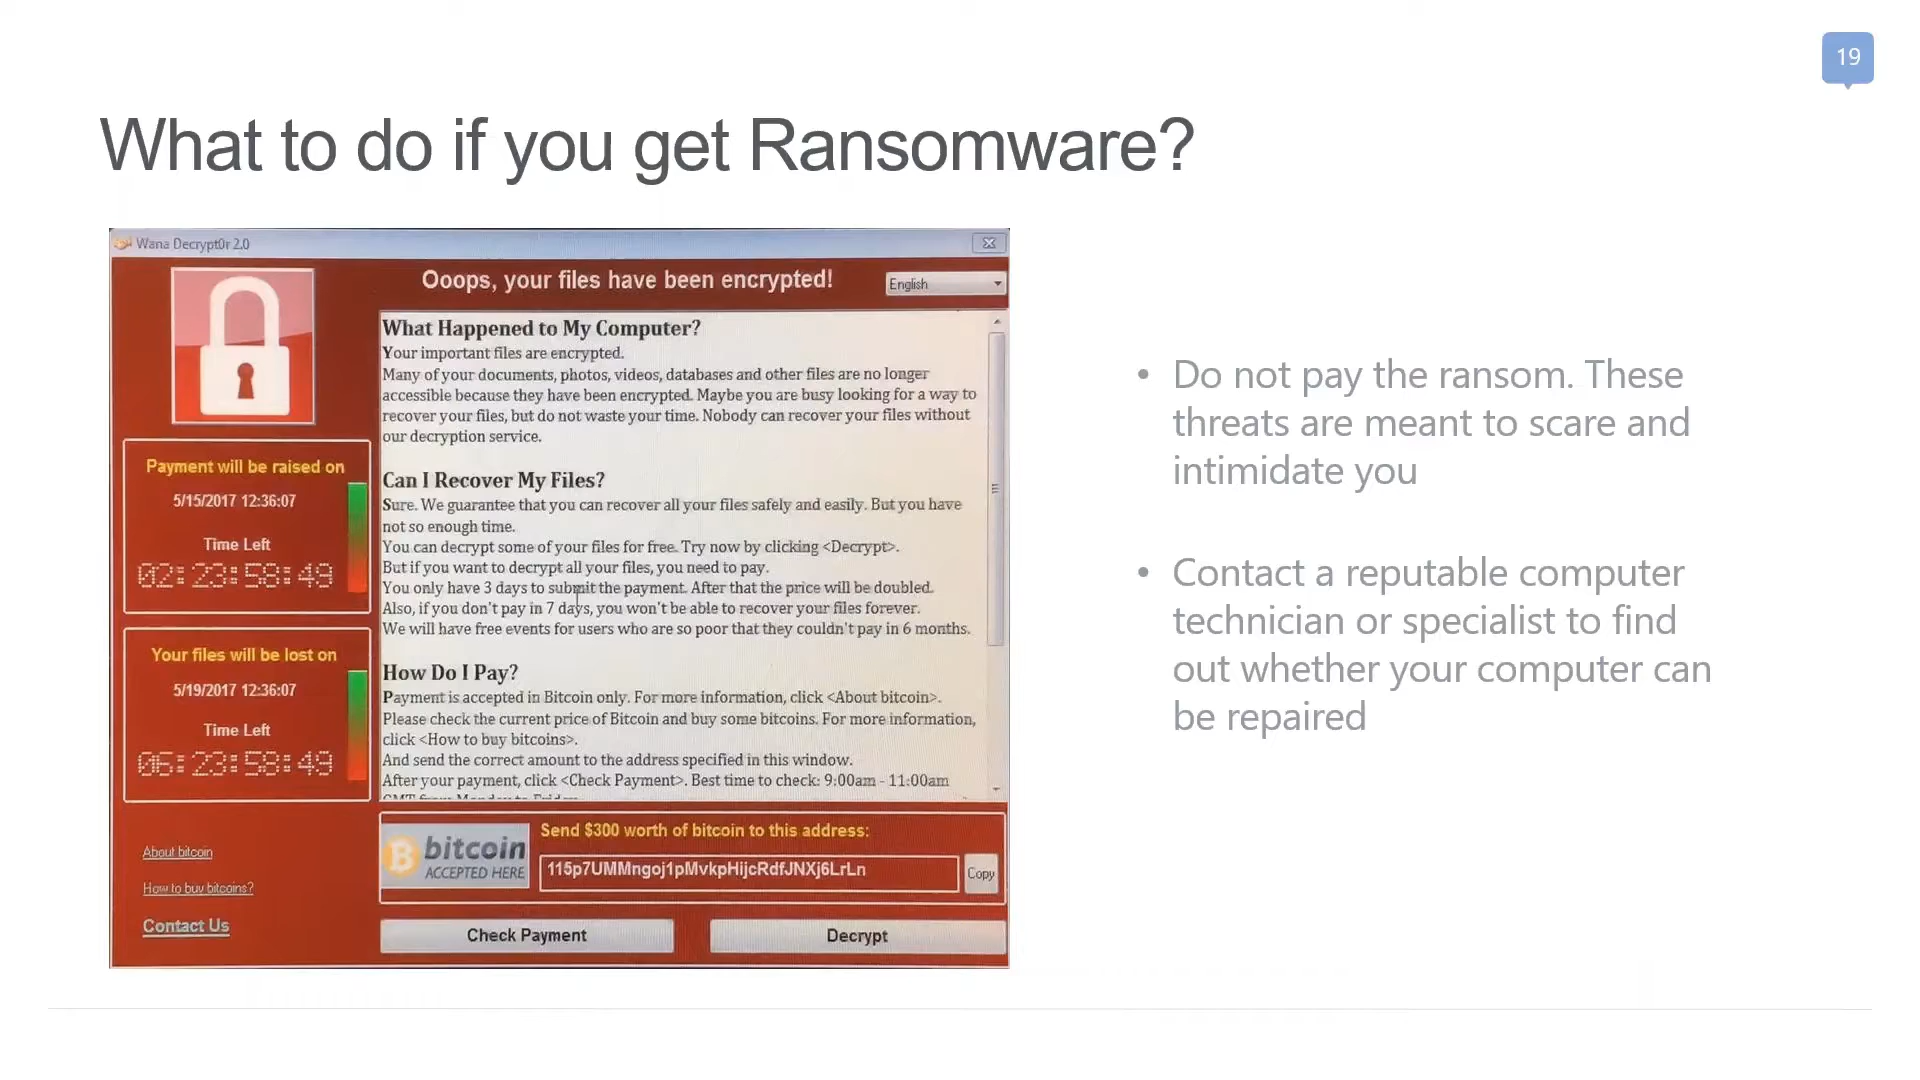 19
What to do if you get Ransomware?
Wana Decrypt0r 2.0
Ooops, your files have been encrypted!
English
What Happened to My Computer?
Your important files are encrypted.
Many of your documents, photos, videos, databases and other files are no longer
accessible because they have been encrypted. Maybe you are busy looking for a way to
recover your files, but do not waste your time. Nobody can recover your files without
our decryption service.
Can I Recover My Files?
Sure. We guarantee that you can recover all your files safely and easily. But you have
not so enough time.
You can decrypt some of your files for free. Try now by clicking <Decrypt>.
But if you want to decrypt all your files, you need to pay.
You only have 3 days to submit the payment. After that the price will be doubled.
Also, if you don't pay in 7 days, you won't be able to recover your files forever.
We will have free events for users who are so poor that they couldn't pay in 6 months.
How Do I Pay?
Payment is accepted in Bitcoin only. For more information, click <About bitcoin>.
Please check the current price of Bitcoin and buy some bitcoins. For more information,
click <How to buy bitcoins>.
And send the correct amount to the address specified in this window.
After your payment, click <Check Payment>. Best time to check: 9:00am - 11:00am
GMT from Monday to Friday.
Payment will be raised on
5/15/2017 12:36:07
Time Left
02:23:58:49
Your files will be lost on
5/19/2017 12:36:07
Time Left
06:23:58:49
About bitcoin
How to buy bitcoins?
Contact Us
bitcoin
ACCEPTED HERE
Send $300 worth of bitcoin to this address:
115p7UMMngoj1pMvkpHijcRdfJNXj6LrLn
Copy
Check Payment
Decrypt
• Do not pay the ransom. These
threats are meant to scare and
intimidate you
• Contact a reputable computer
technician or specialist to find
out whether your computer can
be repaired